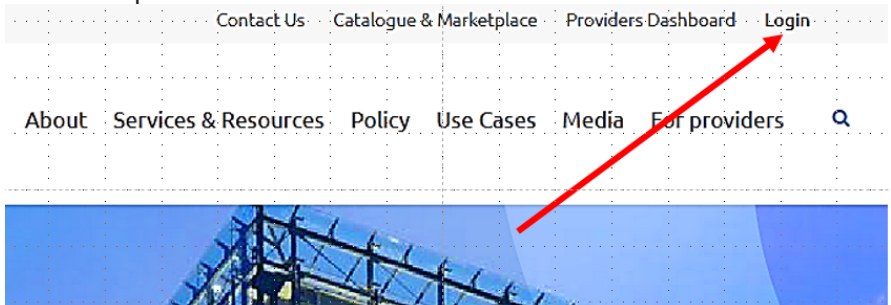 Contact Us Catalogue & Marketplace Providers Dashboard Login
About Services & Resources Policy Use Cases Media For providers